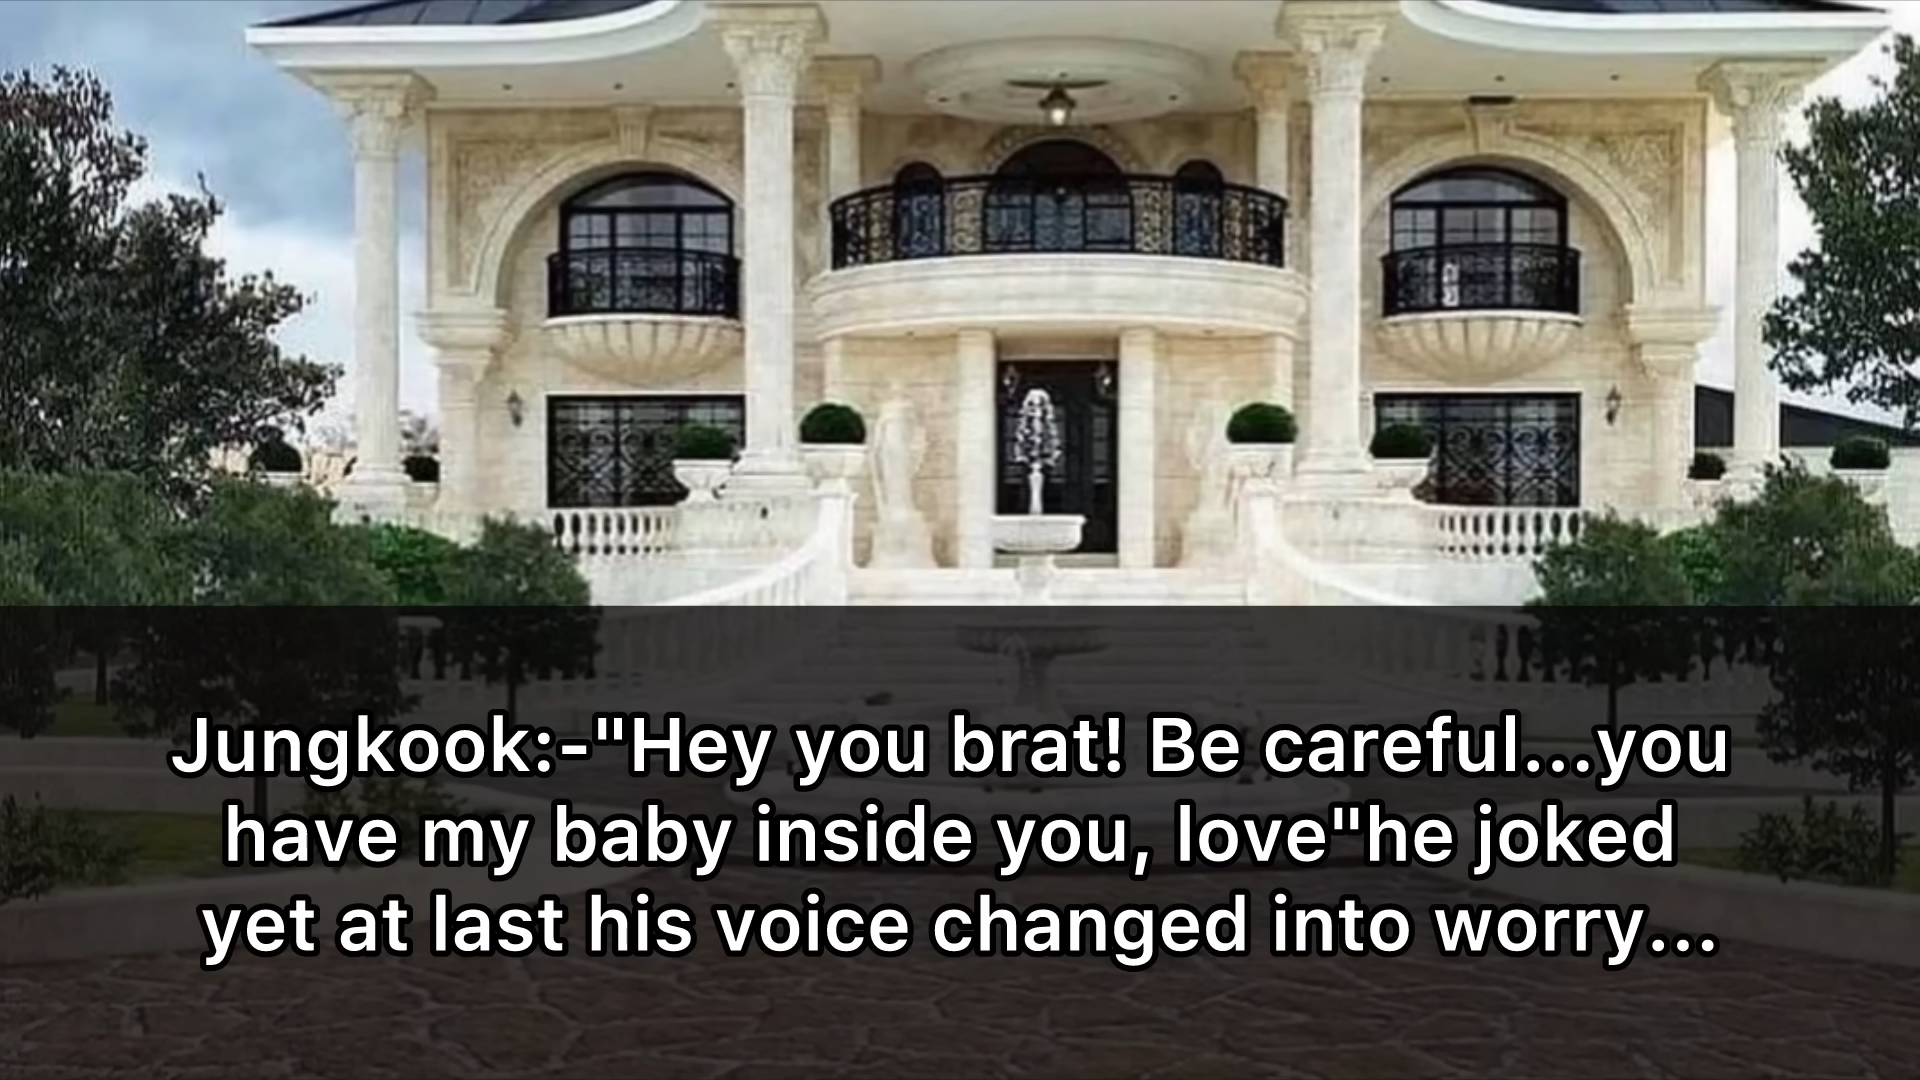 Jungkook:-"Hey you brat! Be careful...you
have my baby inside you, love"he joked
yet at last his voice changed into worry...